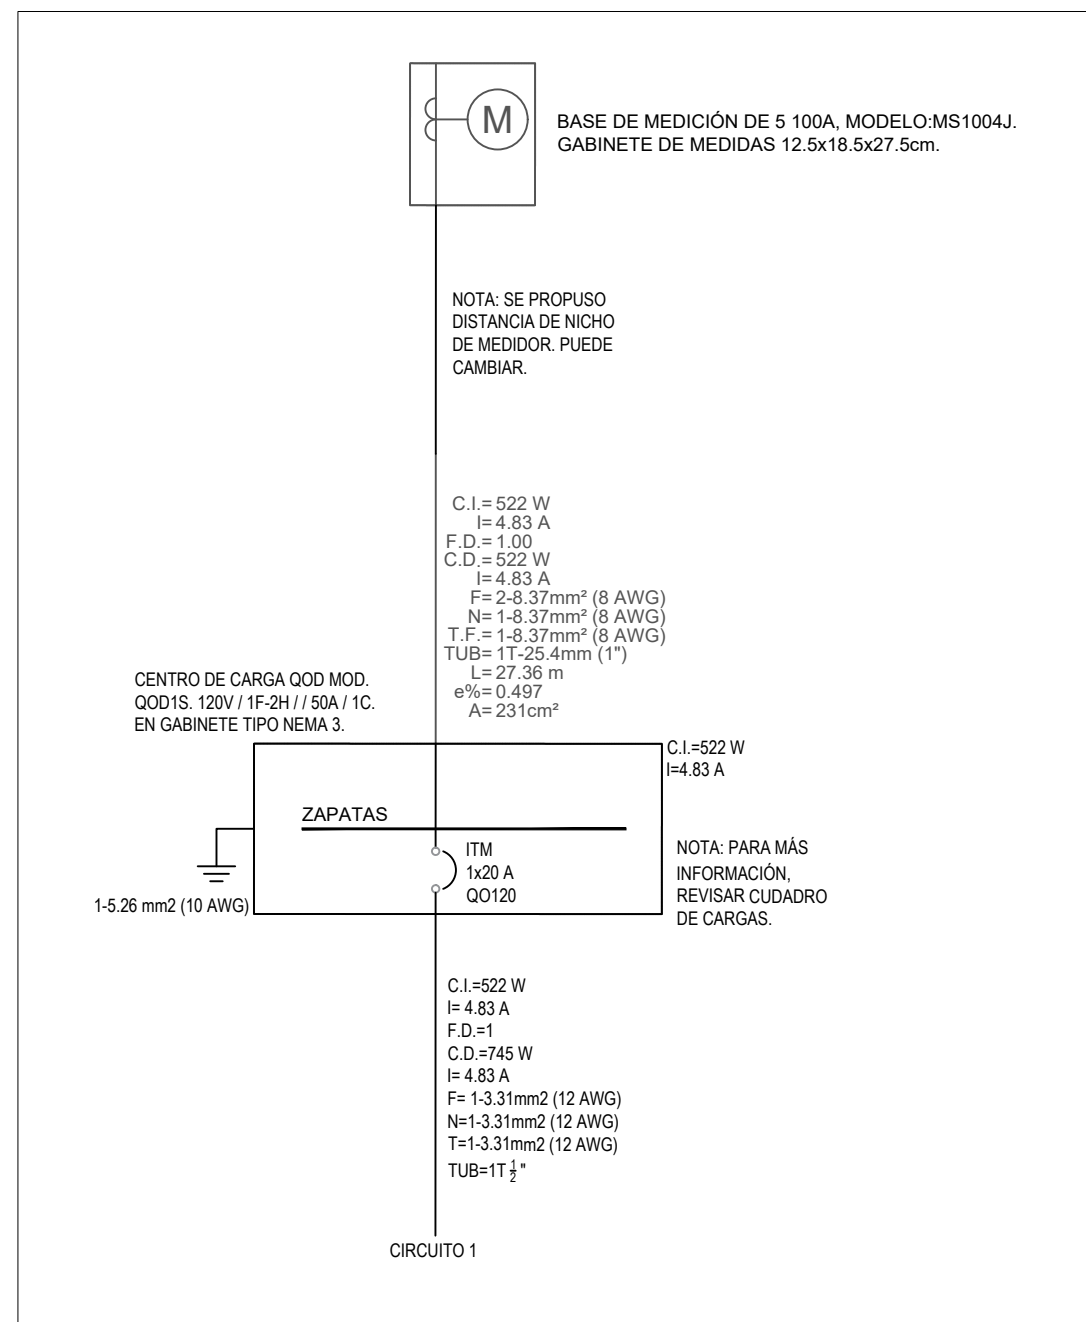 M
BASE DE MEDICIÓN DE 5 100A, MODELO:MS1004J.
GABINETE DE MEDIDAS 12.5x18.5x27.5cm.
NOTA: SE PROPUSO
DISTANCIA DE NICHO
DE MEDIDOR. PUEDE
CAMBIAR.
C.I.= 522 W
I= 4.83 A
F.D.= 1.00
C.D.= 522 W
I= 4.83 A
F= 2-8.37mm² (8 AWG)
N= 1-8.37mm² (8 AWG)
T.F.= 1-8.37mm² (8 AWG)
TUB= 1T-25.4mm (1")
L= 27.36 m
e%= 0.497
A= 231cm²
CENTRO DE CARGA QOD MOD.
QOD1S. 120V / 1F-2H / / 50A / 1C.
EN GABINETE TIPO NEMA 3.
C.I.=522 W
I=4.83 A
ZAPATAS
ITM
1x20 A
QO120
NOTA: PARA MÁS
INFORMACIÓN,
REVISAR CUDADRO
DE CARGAS.
1-5.26 mm2 (10 AWG)
C.I.=522 W
I= 4.83 A
F.D.=1
C.D.=745 W
I= 4.83 A
F= 1-3.31mm2 (12 AWG)
N=1-3.31mm2 (12 AWG)
T=1-3.31mm2 (12 AWG)
TUB=1T ½ "
CIRCUITO 1